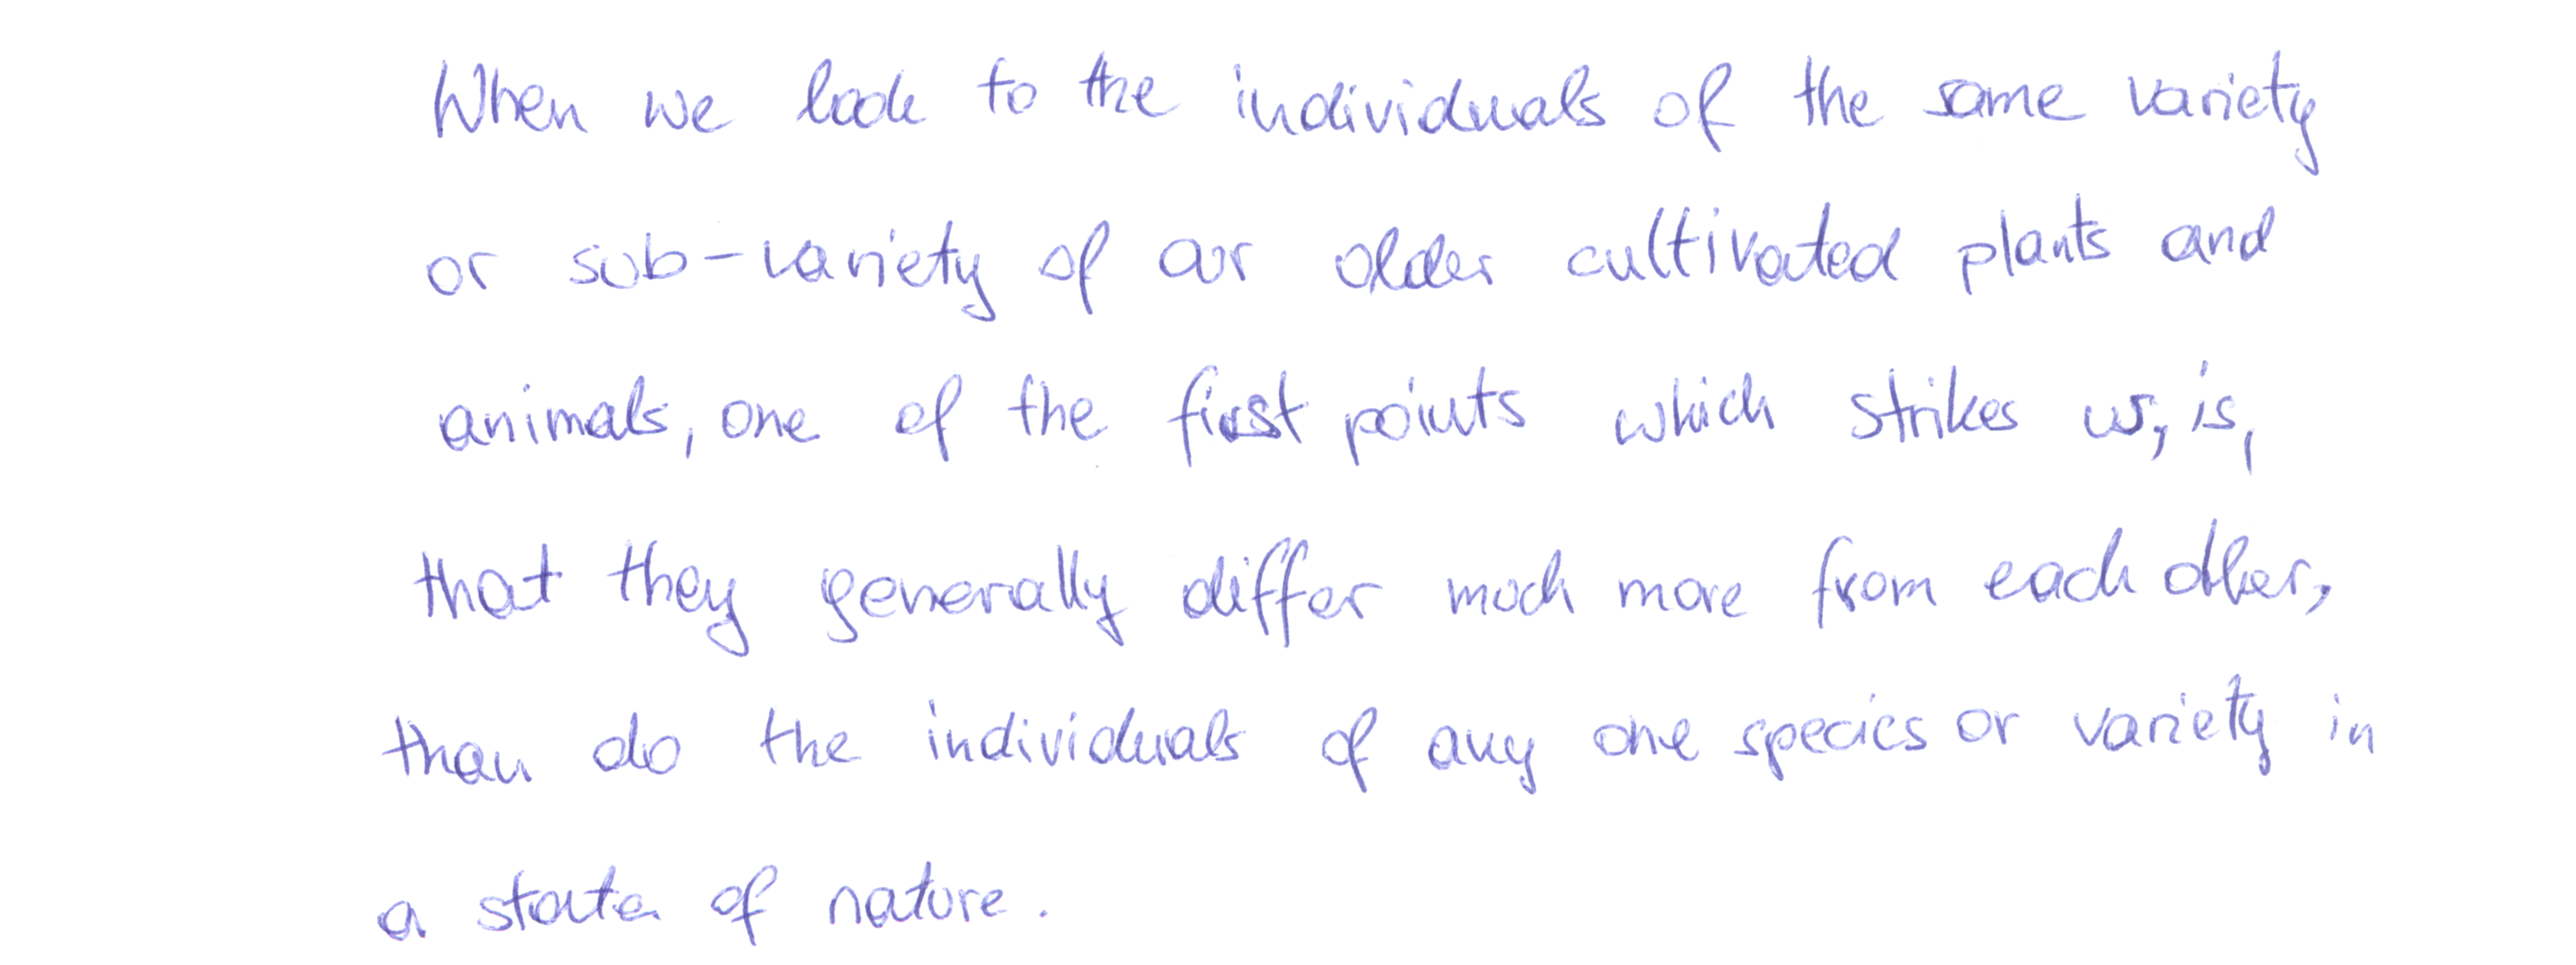 When we look to the individuals of the same variety
or sub-variety of our older cultivated plants and
animals, one of the first points which strikes us, is,
that they generally differ much more from each other,
than do the individuals of any one species or variety in
a state of nature.